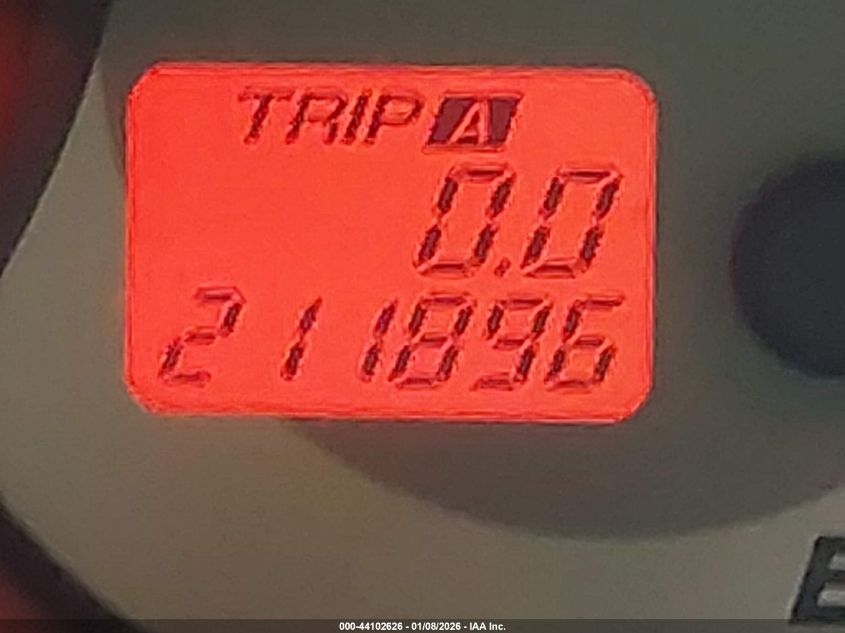 TRIP A
0.0
211896
E
000-44102626 - 01/08/2026 - IAA Inc.